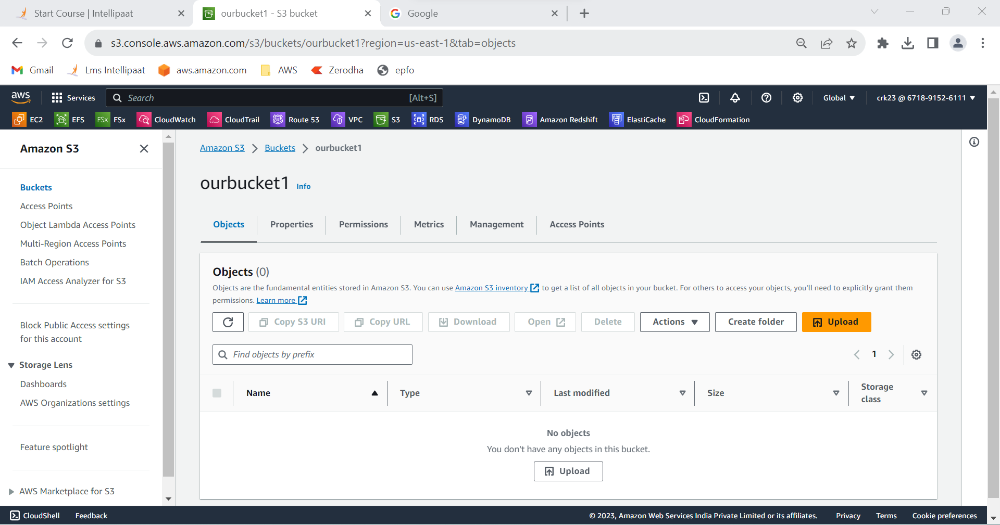 Start Course | Intellipaat
ourbucket1 - S3 bucket
Google
s3.console.aws.amazon.com/s3/buckets/ourbucket1?region=us-east-1&tab=objects
Gmail
Lms Intellipaat
aws.amazon.com
AWS
Zerodha
epfo
aws
Services
Search
[Alt+S]
Global
crk23 @ 6718-9152-6111
EC2
EFS
FSx
FSx
CloudWatch
CloudTrail
Route 53
VPC
S3
RDS
DynamoDB
Amazon Redshift
ElastiCache
CloudFormation
Amazon S3
Buckets
Access Points
Object Lambda Access Points
Multi-Region Access Points
Batch Operations
IAM Access Analyzer for S3
Block Public Access settings
for this account
Storage Lens
Dashboards
AWS Organizations settings
Feature spotlight
AWS Marketplace for S3
Amazon S3
Buckets
ourbucket1
ourbucket1
Info
Objects
Properties
Permissions
Metrics
Management
Access Points
Objects (0)
Objects are the fundamental entities stored in Amazon S3. You can use Amazon S3 inventory to get a list of all objects in your bucket. For others to access your objects, you'll need to explicitly grant them
permissions. Learn more
Copy S3 URI
Copy URL
Download
Open
Delete
Actions
Create folder
Upload
Find objects by prefix
1
Name
Type
Last modified
Size
Storage
class
No objects
You don't have any objects in this bucket.
Upload
CloudShell
Feedback
© 2023, Amazon Web Services India Private Limited or its affiliates.
Privacy
Terms
Cookie preferences